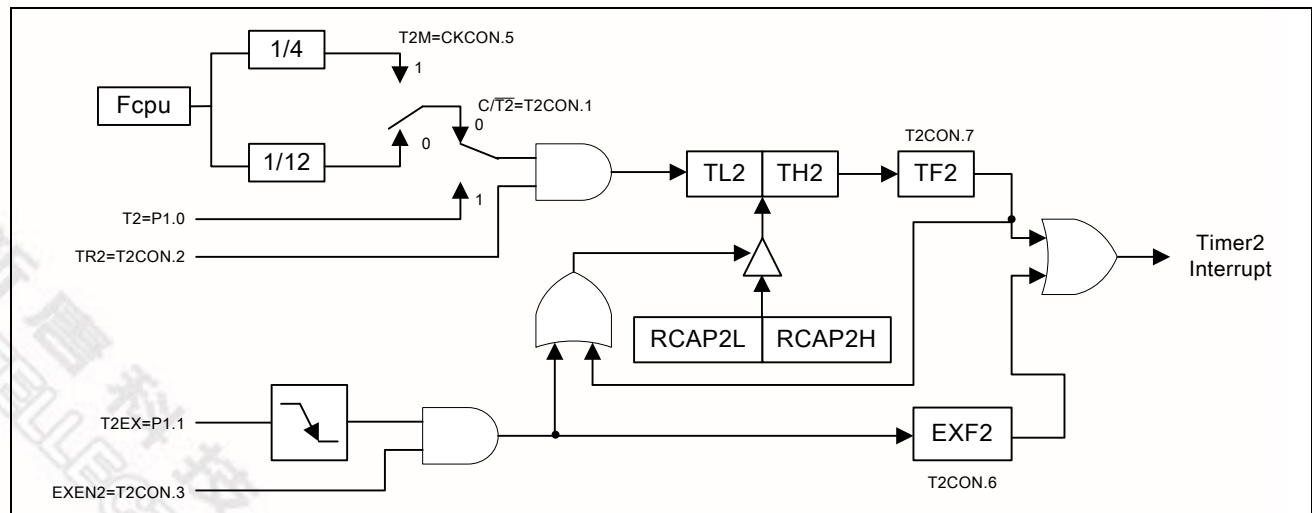 T2M=CKCON.5
1/4
1
Fcpu
C/T2=T2CON.1
0
0
1/12
T2CON.7
TL2 TH2 TF2
1
T2=P1.0
TR2=T2CON.2
Timer2
Interrupt
RCAP2L RCAP2H
T2EX=P1.1
EXF2
EXEN2=T2CON.3
T2CON.6